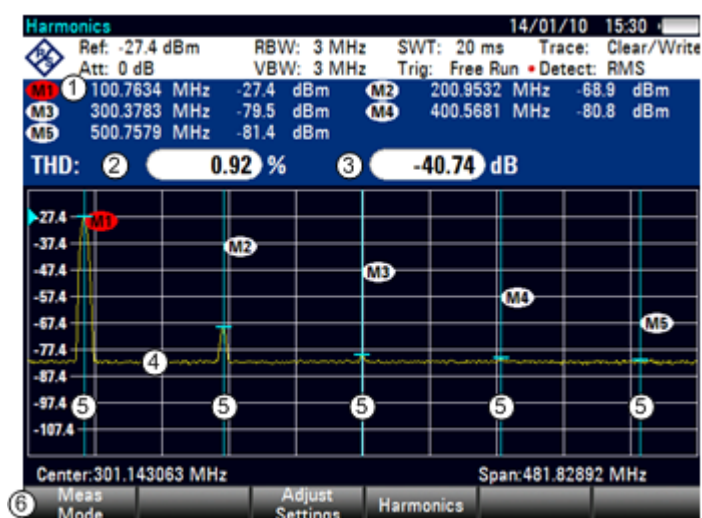 Harmonics 14/01/10 15:30
Ref: -27.4 dBm RBW: 3 MHz SWT: 20 ms Trace: Clear/Write
Att: 0 dB VBW: 3 MHz Trig: Free Run • Detect: RMS
M1 1 100.7634 MHz -27.4 dBm M2 200.9532 MHz -68.9 dBm
M3 300.3783 MHz -79.5 dBm M4 400.5681 MHz -80.8 dBm
M5 500.7579 MHz -81.4 dBm
THD: 2 0.92 % 3 -40.74 dB
-27.4 M1
-37.4 M2
-47.4 M3
-57.4 M4
-67.4 M5
-77.4
4
-87.4
-97.4 5 5 5 5 5
-107.4
Center:301.143063 MHz Span:481.82892 MHz
6 Meas Mode Adjust Settings Harmonics